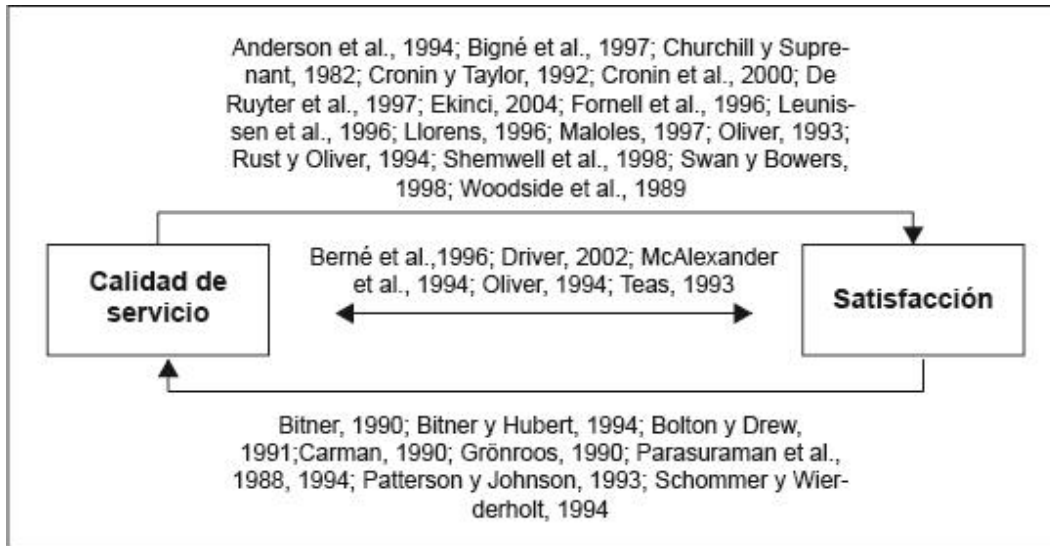 Anderson et al., 1994; Bigné et al., 1997; Churchill y Supre-
nant, 1982; Cronin y Taylor, 1992; Cronin et al., 2000; De
Ruyter et al., 1997; Ekinci, 2004; Fornell et al., 1996; Leunis-
sen et al., 1996; Llorens, 1996; Maloles, 1997; Oliver, 1993;
Rust y Oliver, 1994; Shemwell et al., 1998; Swan y Bowers,
1998; Woodside et al., 1989
Calidad de
servicio
Berné et al.,1996; Driver, 2002; McAlexander
et al., 1994; Oliver, 1994; Teas, 1993
Satisfacción
Bitner, 1990; Bitner y Hubert, 1994; Bolton y Drew,
1991;Carman, 1990; Grönroos, 1990; Parasuraman et al.,
1988, 1994; Patterson y Johnson, 1993; Schommer y Wier-
derholt, 1994